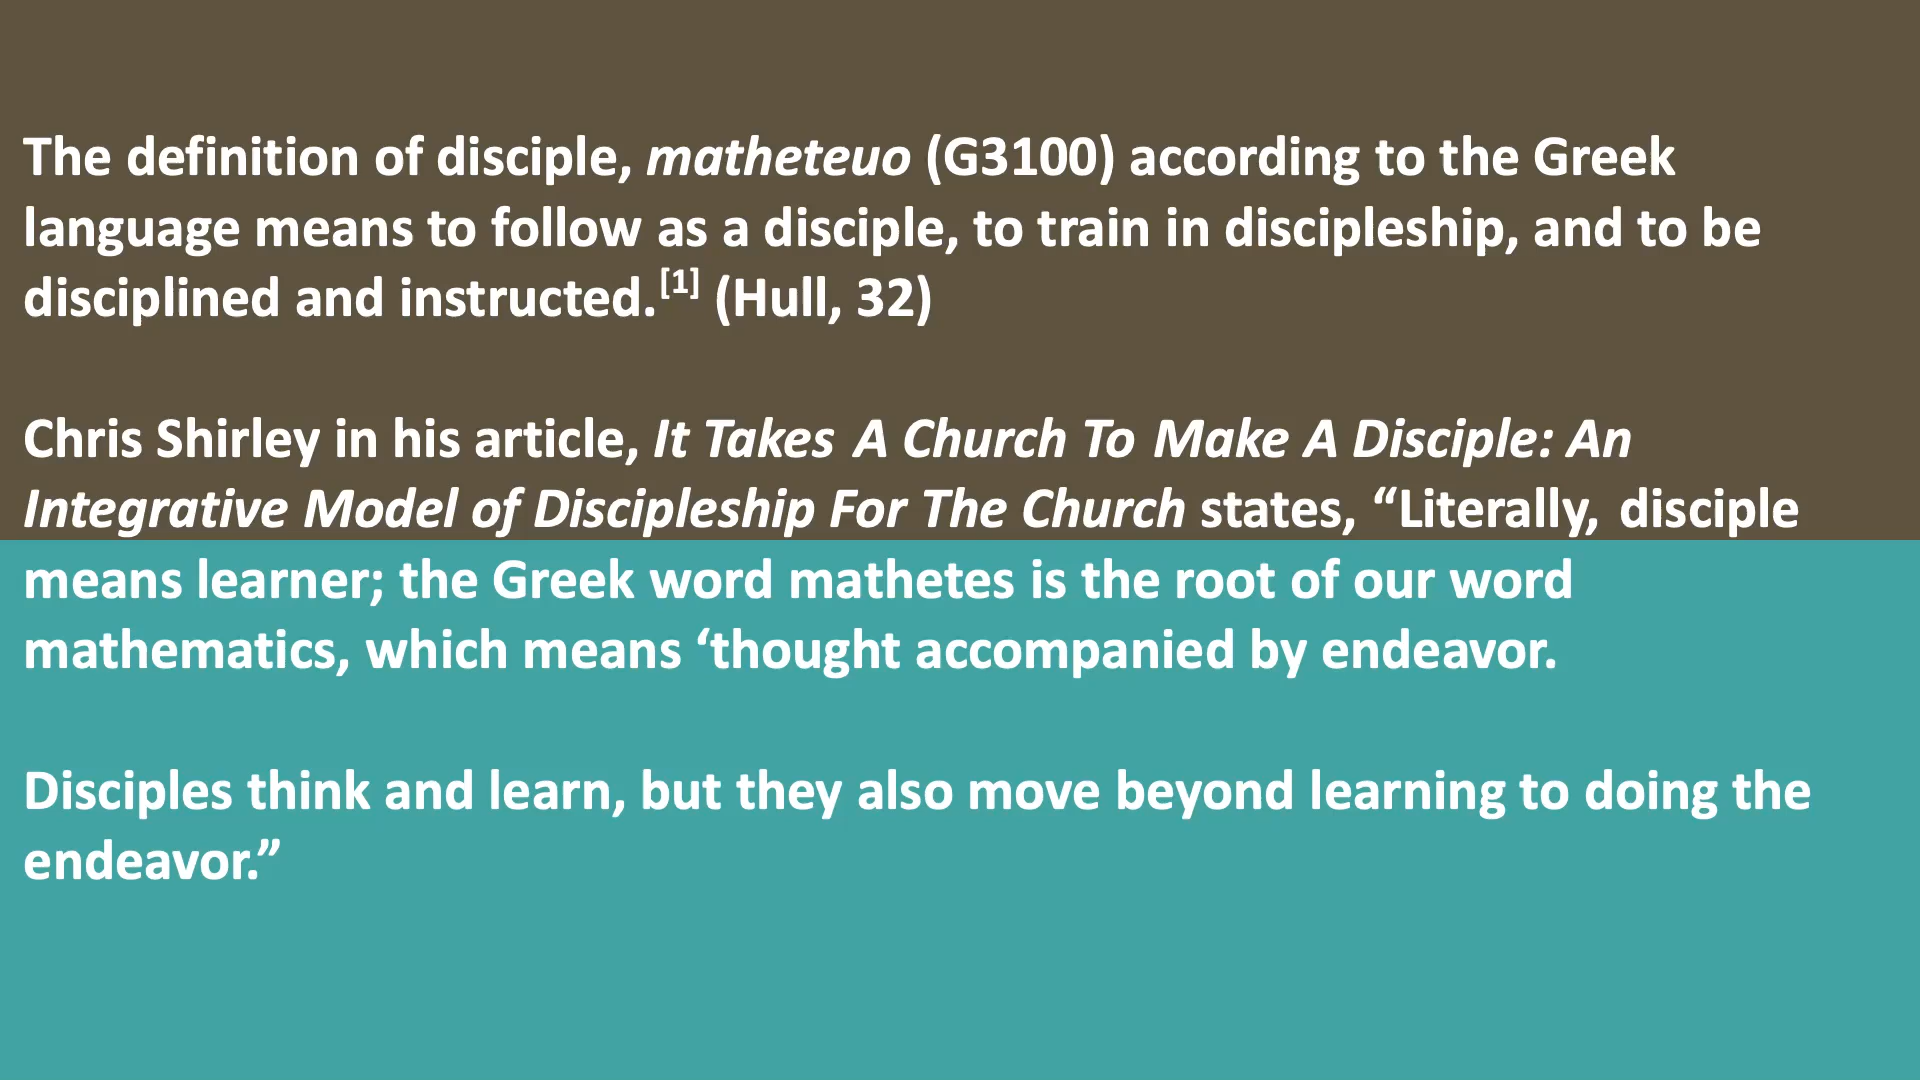 The definition of disciple, matheteuo (G3100) according to the Greek
language means to follow as a disciple, to train in discipleship, and to be
disciplined and instructed.[1] (Hull, 32)
Chris Shirley in his article, It Takes A Church To Make A Disciple: An
Integrative Model of Discipleship For The Church states, “Literally, disciple
means learner; the Greek word mathetes is the root of our word
mathematics, which means ‘thought accompanied by endeavor.
Disciples think and learn, but they also move beyond learning to doing the
endeavor.”